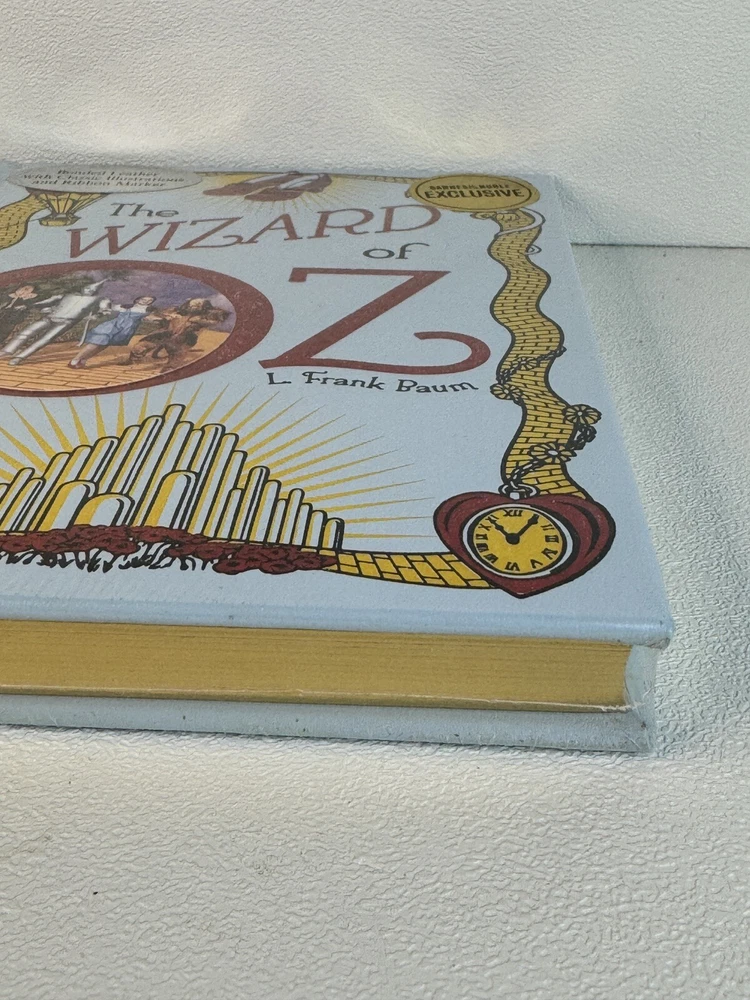 Bonded Leather
with Classic Illustrations
and Ribbon Marker
BARNES & NOBLE
EXCLUSIVE
The
WIZARD
of
OZ
L. Frank Baum